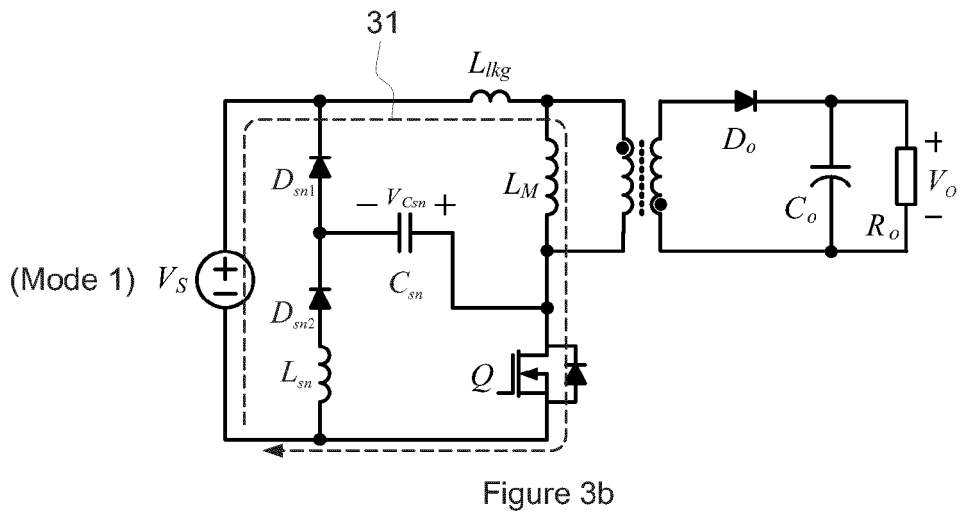 31
L_lkg
D_sn1
− V_Csn +
L_M
D_o
C_o
R_o
+
V_O
−
(Mode 1) V_S
+
−
C_sn
D_sn2
L_sn
Q
Figure 3b